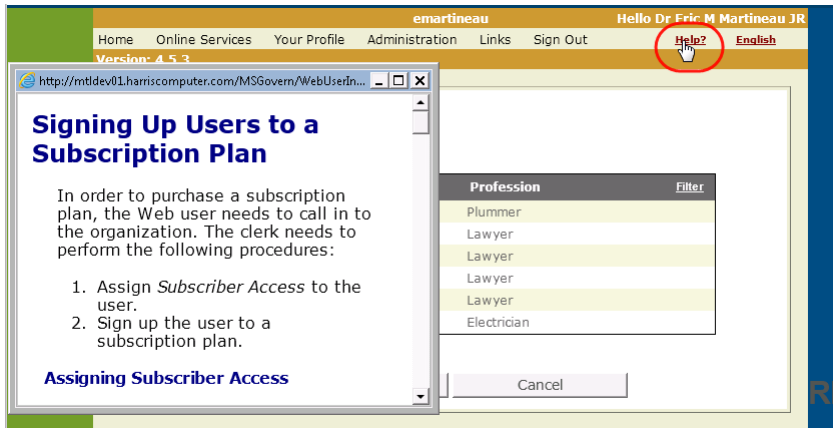 emartineau Hello Dr Eric M Martineau JR
Home Online Services Your Profile Administration Links Sign Out Help? English
Version: 4.5.3
http://mtldev01.harriscomputer.com/MSGovern/WebUserIn...
Signing Up Users to a
Subscription Plan
In order to purchase a subscription
plan, the Web user needs to call in to
the organization. The clerk needs to
perform the following procedures:
1. Assign Subscriber Access to the
user.
2. Sign up the user to a
subscription plan.
Assigning Subscriber Access
Profession Filter
Plummer
Lawyer
Lawyer
Lawyer
Lawyer
Electrician
Cancel